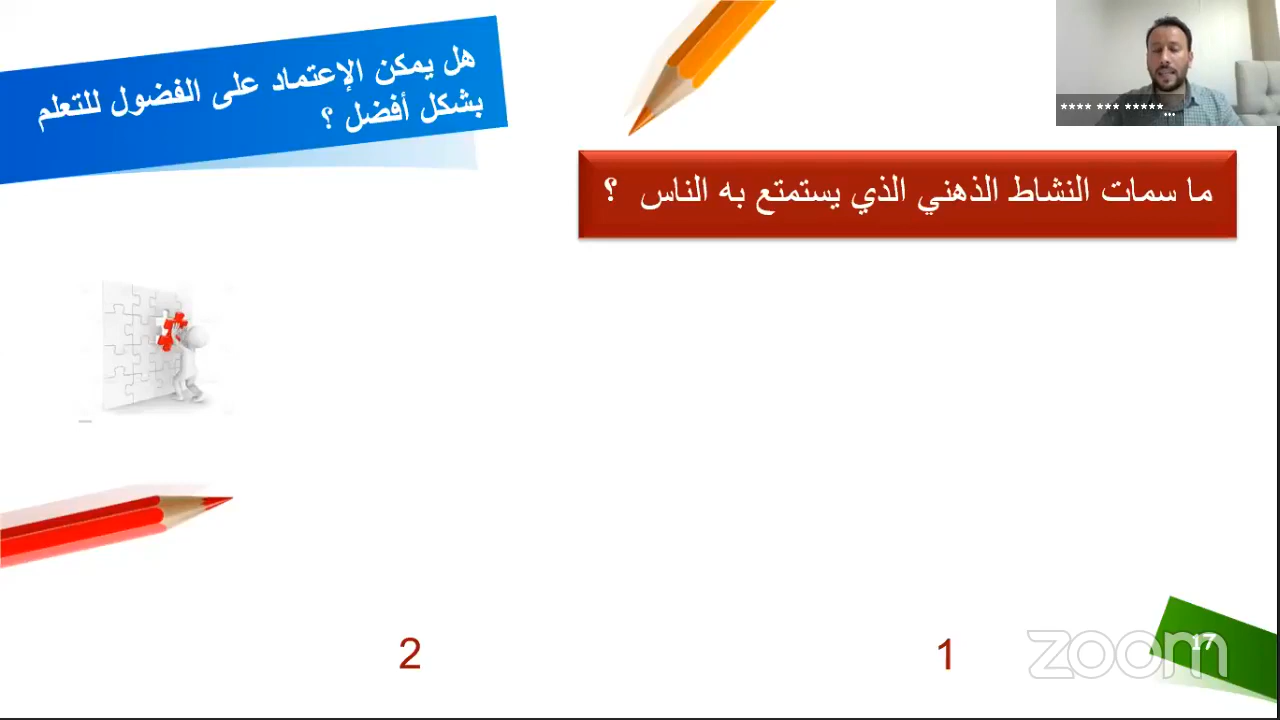 هل يمكن الإعتماد على الفضول للتعلم
بشكل أفضل ؟
ما سمات النشاط الذهني الذي يستمتع به الناس ؟
**** *** *****...
1
2
17
zoom